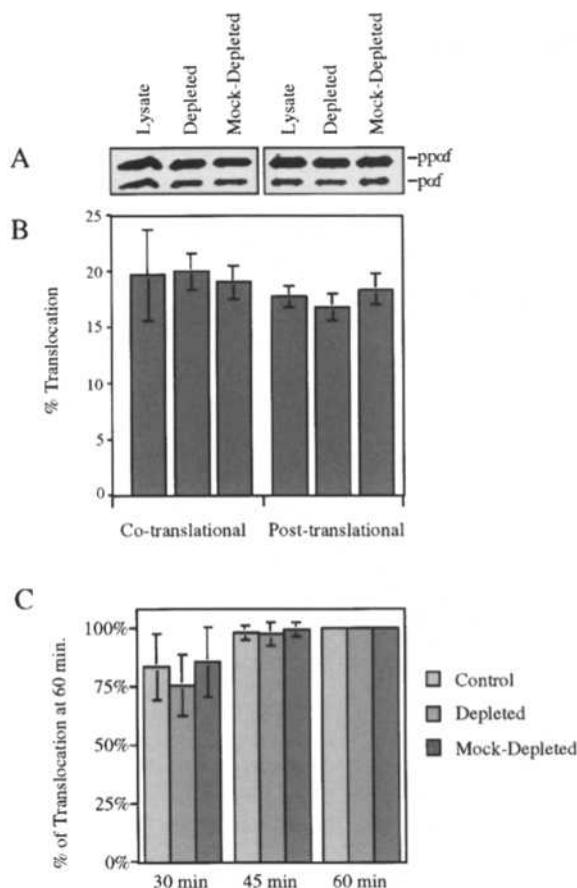 Lysate
Depleted
Mock-Depleted
Lysate
Depleted
Mock-Depleted
A
-ppαf
-pαf
B
25
20
15
10
5
0
% Translocation
Co-translational
Post-translational
C
100%
75%
50%
25%
0%
% of Translocation at 60 min.
30 min
45 min
60 min
Control
Depleted
Mock-Depleted